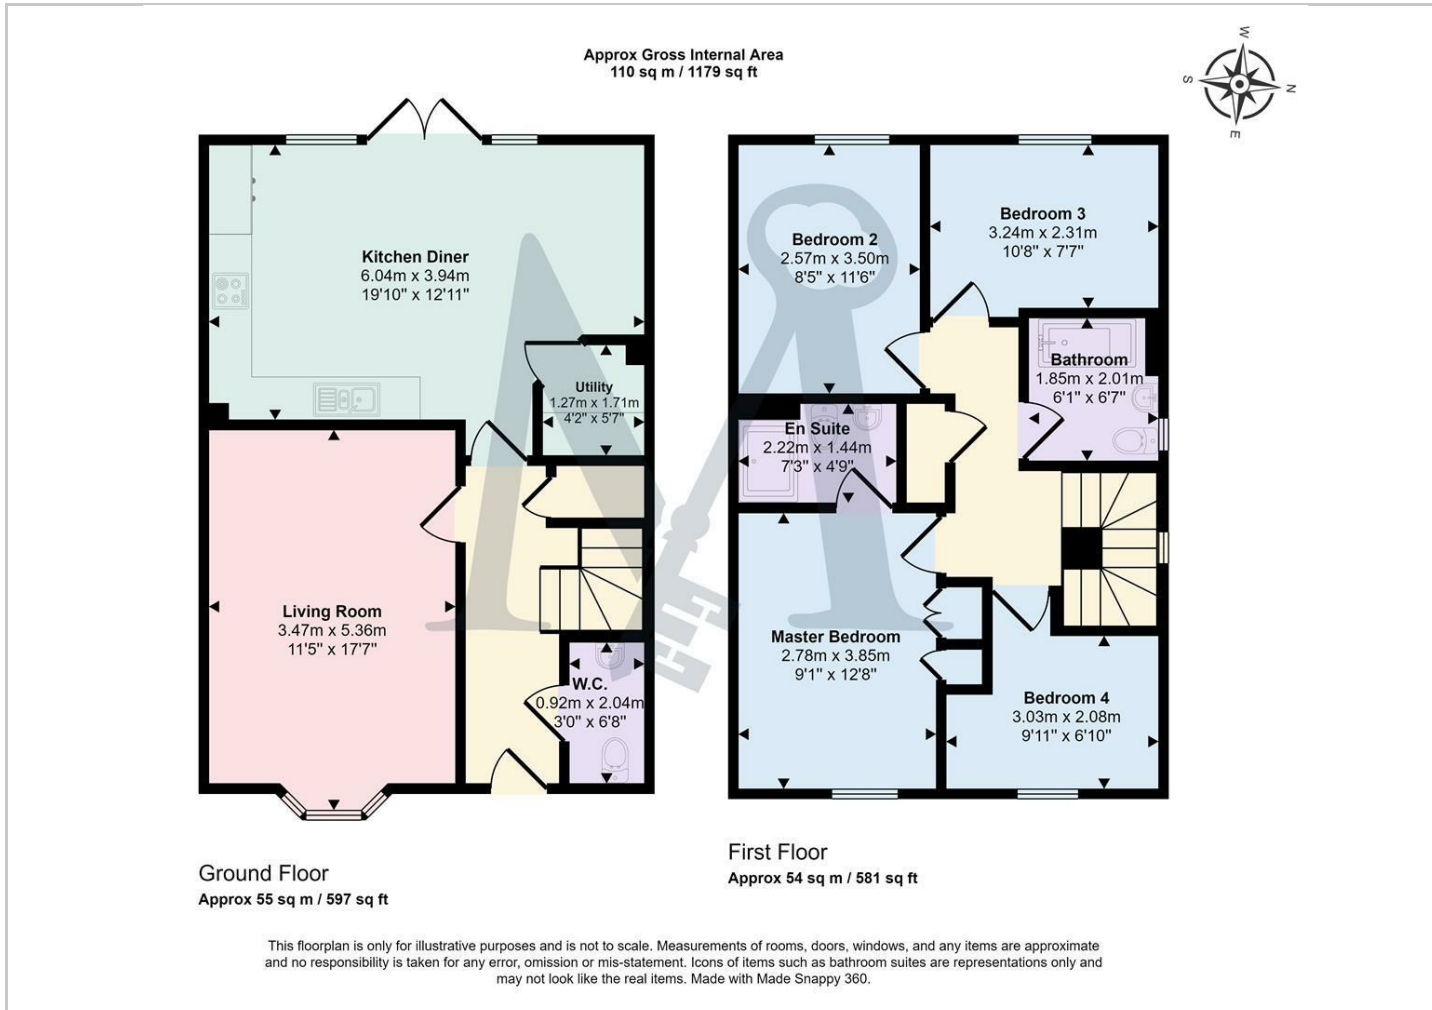 Approx Gross Internal Area
110 sq m / 1179 sq ft
W
S
N
E
Kitchen Diner
6.04m x 3.94m
19'10" x 12'11"
Utility
1.27m x 1.71m
4'2" x 5'7"
Living Room
3.47m x 5.36m
11'5" x 17'7"
W.C.
0.92m x 2.04m
3'0" x 6'8"
Bedroom 2
2.57m x 3.50m
8'5" x 11'6"
Bedroom 3
3.24m x 2.31m
10'8" x 7'7"
Bathroom
1.85m x 2.01m
6'1" x 6'7"
En Suite
2.22m x 1.44m
7'3" x 4'9"
Master Bedroom
2.78m x 3.85m
9'1" x 12'8"
Bedroom 4
3.03m x 2.08m
9'11" x 6'10"
Ground Floor
Approx 55 sq m / 597 sq ft
First Floor
Approx 54 sq m / 581 sq ft
This floorplan is only for illustrative purposes and is not to scale. Measurements of rooms, doors, windows, and any items are approximate
and no responsibility is taken for any error, omission or mis-statement. Icons of items such as bathroom suites are representations only and
may not look like the real items. Made with Made Snappy 360.